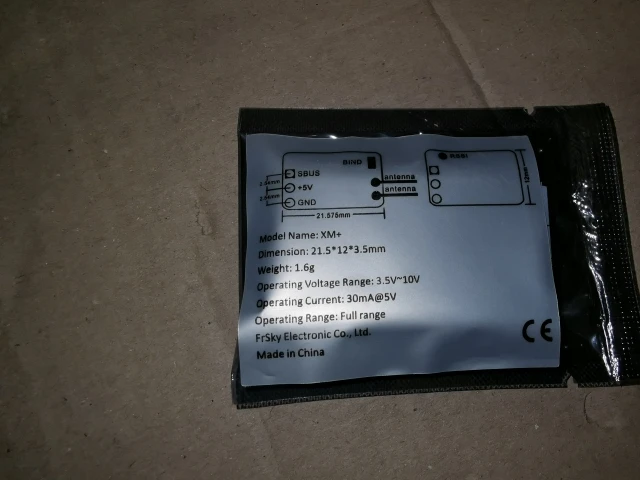 BIND
SBUS
+5V
GND
antenna
antenna
21.575mm
RSSI
12mm
Model Name: XM+
Dimension: 21.5*12*3.5mm
Weight: 1.6g
Operating Voltage Range: 3.5V~10V
Operating Current: 30mA@5V
Operating Range: Full range
FrSky Electronic Co., Ltd.
Made in China
CE